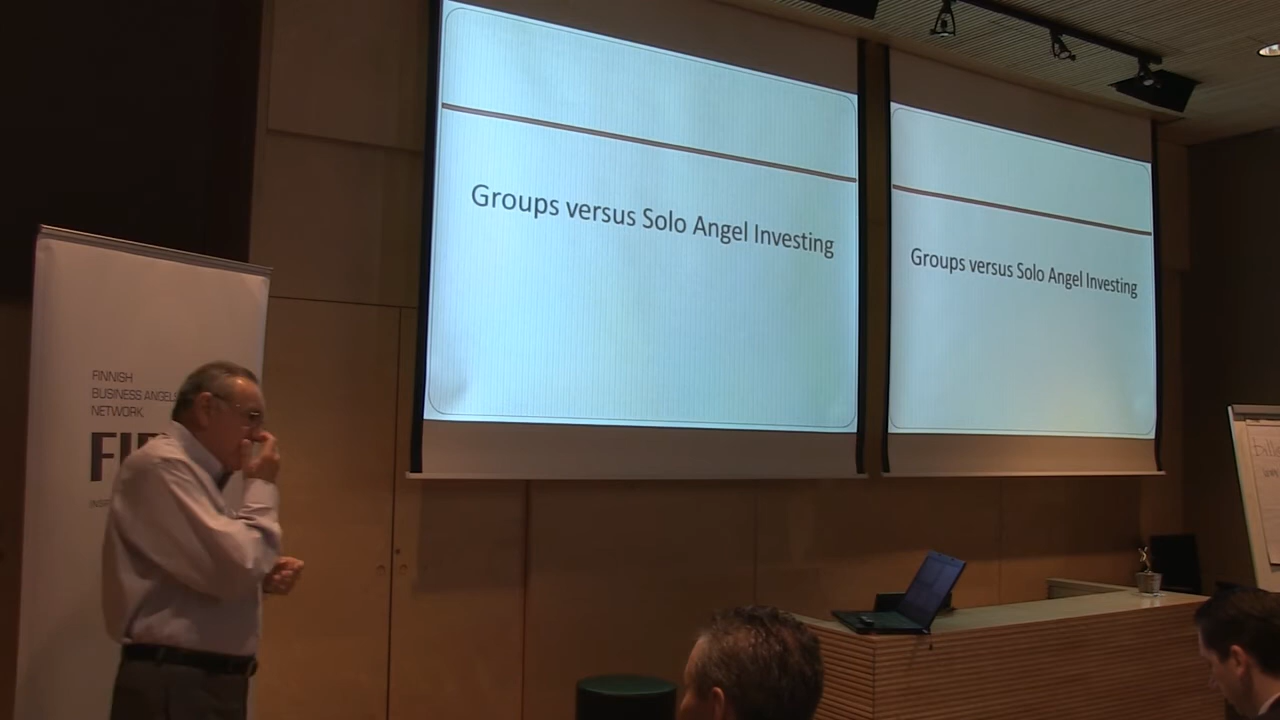 Groups versus Solo Angel Investing
Groups versus Solo Angel Investing
FINNISH
BUSINESS ANGELS
NETWORK